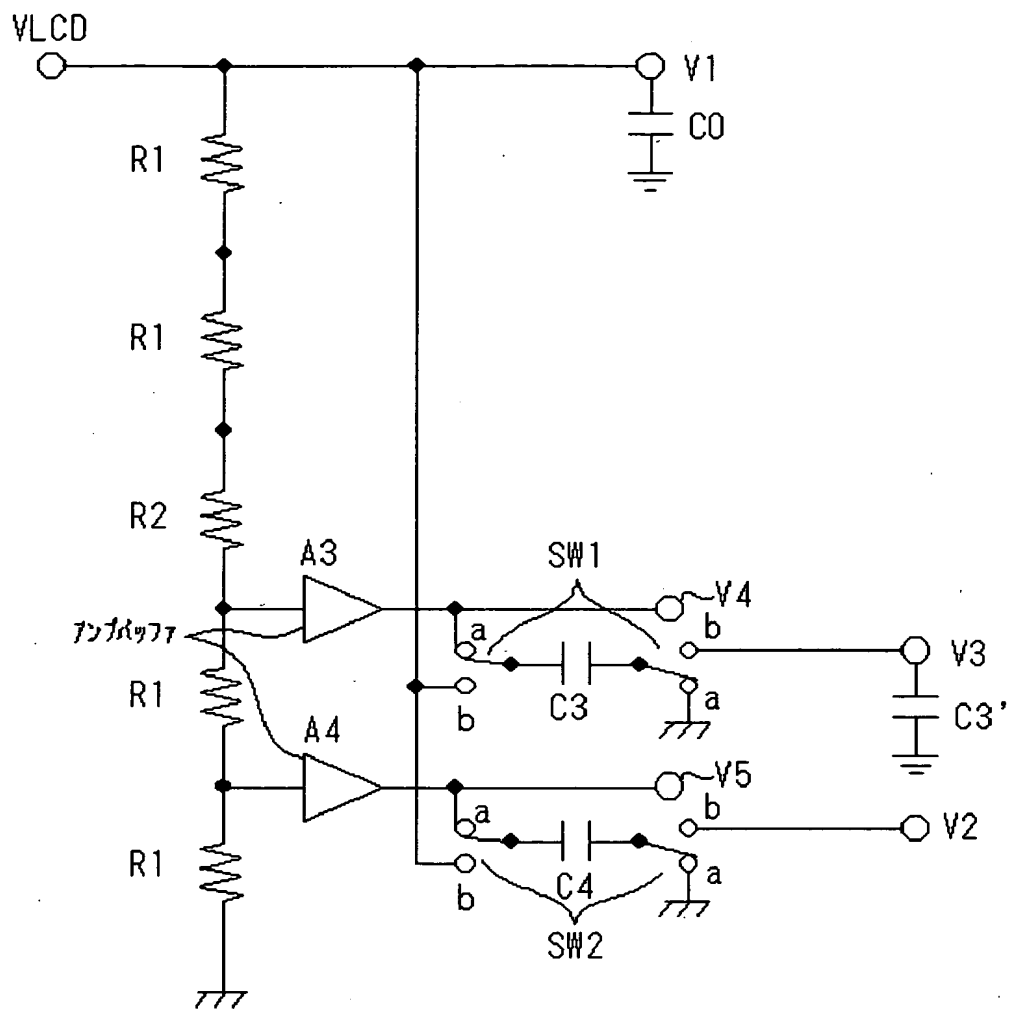 VLCD
V1
C0
R1
R1
R2
A3
SW1
V4
a
b
アンプバッファ
V3
R1
b
C3
a
C3'
A4
V5
a
b
V2
R1
b
C4
a
SW2